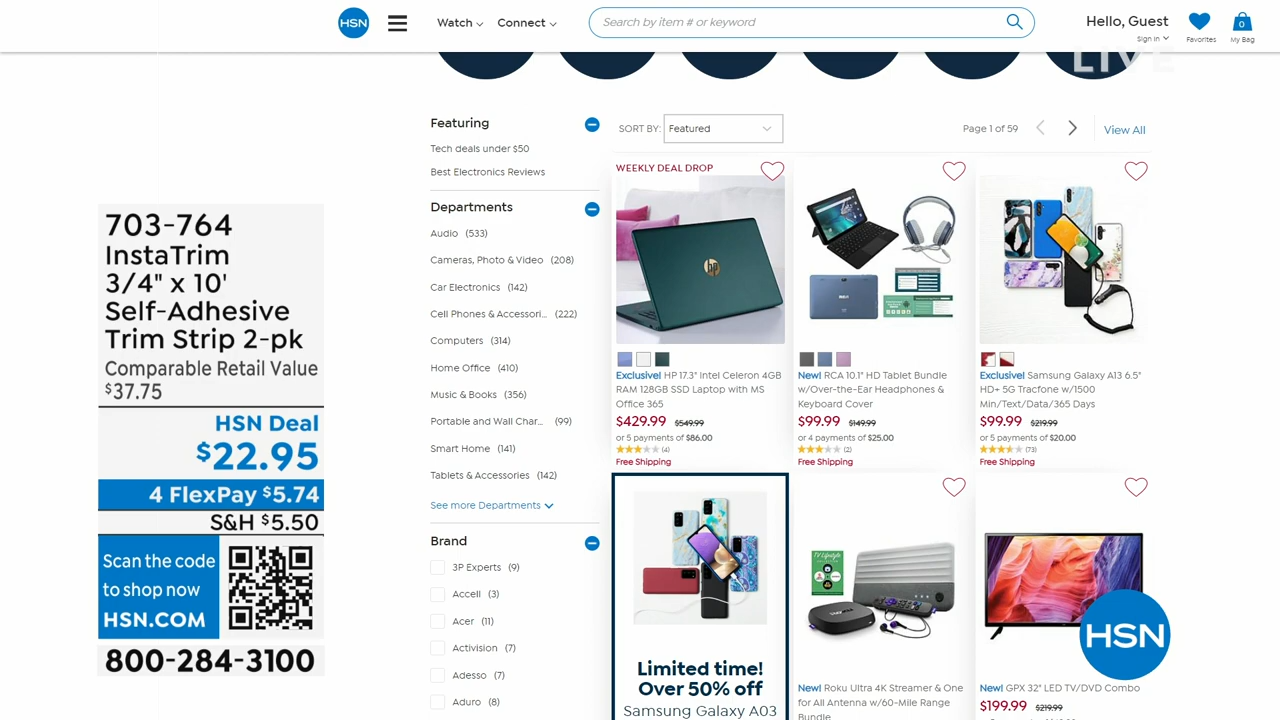 HSN
Watch
Connect
Search by item # or keyword
Hello, Guest
Sign In
Favorites
0
My Bag
LIVE
703-764
InstaTrim
3/4" x 10'
Self-Adhesive
Trim Strip 2-pk
Comparable Retail Value
$37.75
HSN Deal
$22.95
4 FlexPay $5.74
S&H $5.50
Scan the code
to shop now
HSN.COM
800-284-3100
Featuring
Tech deals under $50
Best Electronics Reviews
Departments
Audio (533)
Cameras, Photo & Video (208)
Car Electronics (142)
Cell Phones & Accessori... (222)
Computers (314)
Home Office (410)
Music & Books (356)
Portable and Wall Char... (99)
Smart Home (141)
Tablets & Accessories (142)
See more Departments
Brand
3P Experts (9)
Accell (3)
Acer (11)
Activision (7)
Adesso (7)
Aduro (8)
SORT BY: Featured
Page 1 of 59
View All
WEEKLY DEAL DROP
hp
Exclusive! HP 17.3" Intel Celeron 4GB
RAM 128GB SSD Laptop with MS
Office 365
$429.99 $549.99
or 5 payments of $86.00
(4)
Free Shipping
RCA
New! RCA 10.1" HD Tablet Bundle
w/Over-the-Ear Headphones &
Keyboard Cover
$99.99 $149.99
or 4 payments of $25.00
(2)
Free Shipping
Exclusive! Samsung Galaxy A13 6.5"
HD+ 5G Tracfone w/1500
Min/Text/Data/365 Days
$99.99 $219.99
or 5 payments of $20.00
(73)
Free Shipping
Limited time!
Over 50% off
Samsung Galaxy A03
TV Lifestyle
New! Roku Ultra 4K Streamer & One
for All Antenna w/60-Mile Range
Bundle
HSN
New! GPX 32" LED TV/DVD Combo
$199.99 $219.99